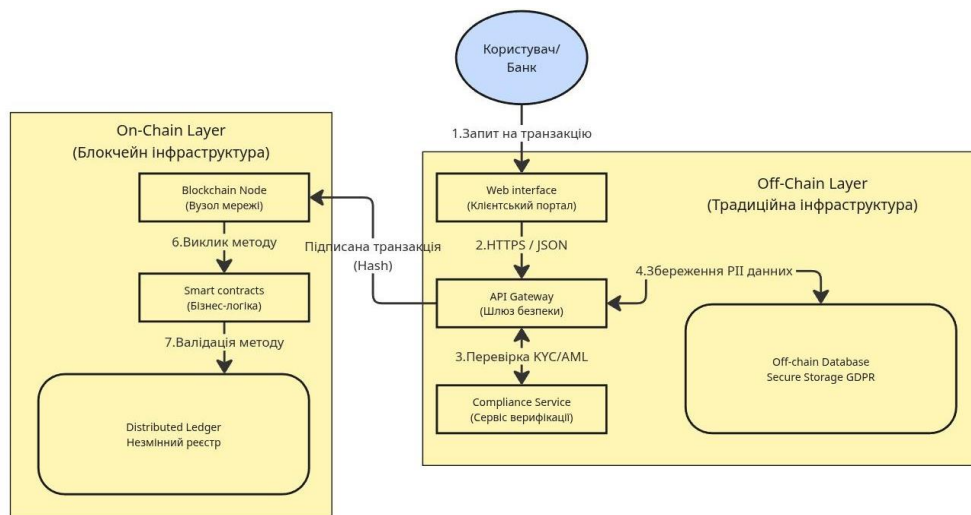 Користувач/
Банк
1.Запит на транзакцію
On-Chain Layer
(Блокчейн інфраструктура)
Blockchain Node
(Вузол мережі)
6.Виклик методу
Smart contracts
(Бізнес-логіка)
7.Валідація методу
Distributed Ledger
Незмінний реєстр
Підписана транзакція
(Hash)
Off-Chain Layer
(Традиційна інфраструктура)
Web interface
(Клієнтський портал)
2.HTTPS / JSON
API Gateway
(Шлюз безпеки)
3.Перевірка KYC/AML
Compliance Service
(Сервіс верифікації)
4.Збереження PII данних
Off-chain Database
Secure Storage GDPR